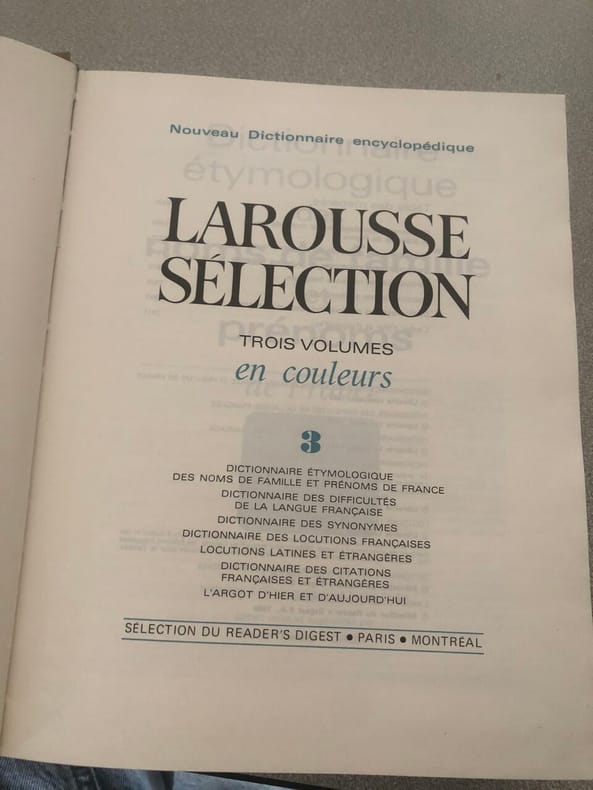 Nouveau Dictionnaire encyclopédique
LAROUSSE
SÉLECTION
TROIS VOLUMES
en couleurs
3
DICTIONNAIRE ÉTYMOLOGIQUE
DES NOMS DE FAMILLE ET PRÉNOMS DE FRANCE
DICTIONNAIRE DES DIFFICULTÉS
DE LA LANGUE FRANÇAISE
DICTIONNAIRE DES SYNONYMES
DICTIONNAIRE DES LOCUTIONS FRANÇAISES
LOCUTIONS LATINES ET ÉTRANGÈRES
DICTIONNAIRE DES CITATIONS
FRANÇAISES ET ÉTRANGÈRES
L'ARGOT D'HIER ET D'AUJOURD'HUI
SÉLECTION DU READER'S DIGEST • PARIS • MONTRÉAL